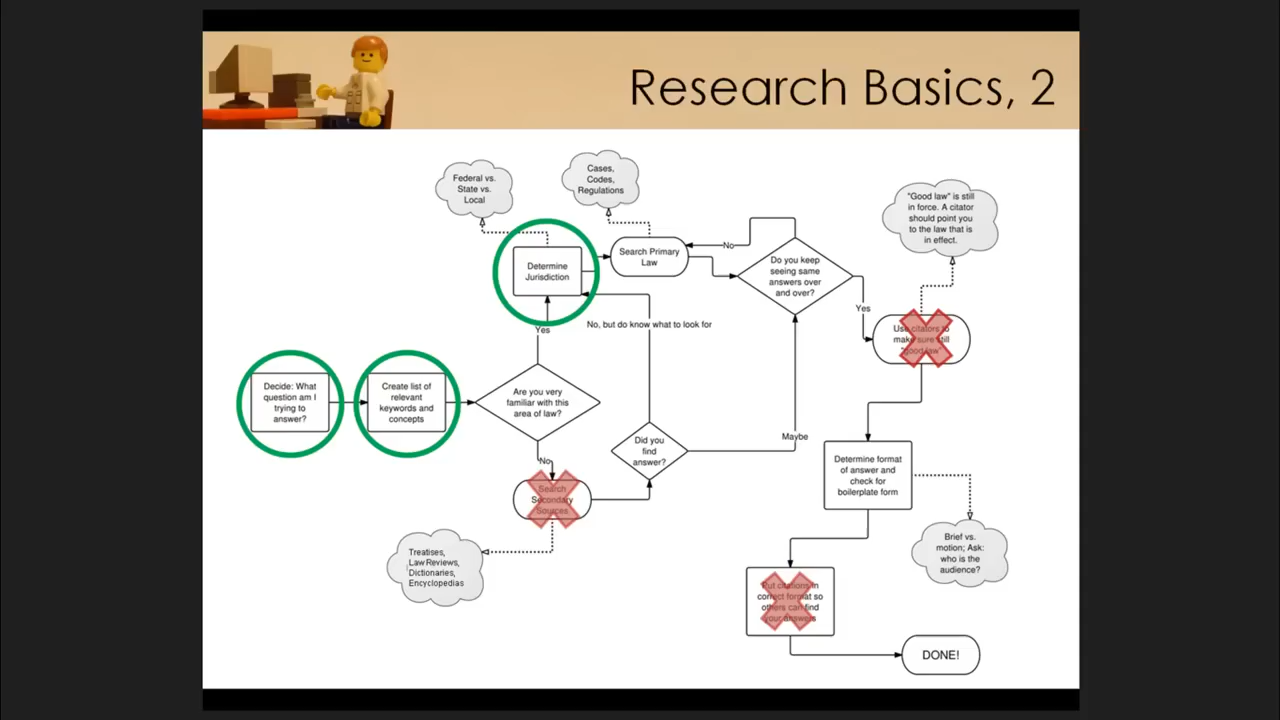 Research Basics, 2
Federal vs.
State vs.
Local
Cases,
Codes,
Regulations
"Good law" is still
in force. A citator
should point you
to the law that is
in effect.
Determine
Jurisdiction
Search Primary
Law
No
Do you keep
seeing same
answers over
and over?
Yes
Use citators to
make sure still
"good law"
Yes
No, but do know what to look for
Decide: What
question am I
trying to
answer?
Create list of
relevant
keywords and
concepts
Are you very
familiar with this
area of law?
No
Did you
find
answer?
Maybe
Search
Secondary
Sources
Treatises,
Law Reviews,
Dictionaries,
Encyclopedias
Determine format
of answer and
check for
boilerplate form
Brief vs.
motion; Ask:
who is the
audience?
Put citations in
correct format so
others can find
your answers
DONE!